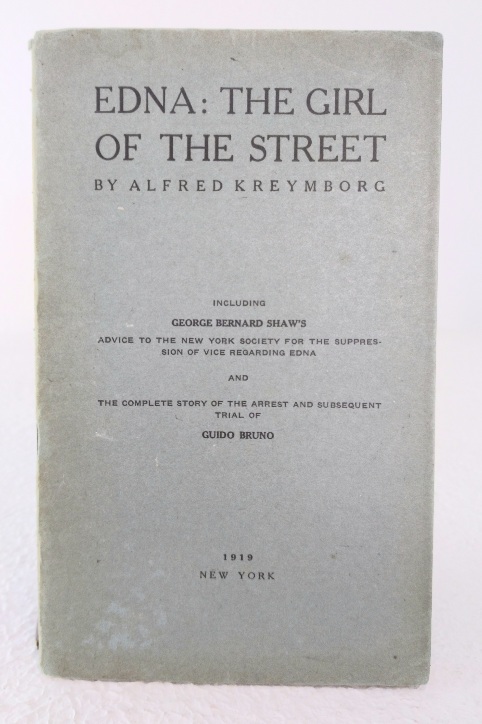 EDNA: THE GIRL
OF THE STREET
BY ALFRED KREYMBORG
INCLUDING
GEORGE BERNARD SHAW'S
ADVICE TO THE NEW YORK SOCIETY FOR THE SUPPRES-
SION OF VICE REGARDING EDNA
AND
THE COMPLETE STORY OF THE ARREST AND SUBSEQUENT
TRIAL OF
GUIDO BRUNO
1919
NEW YORK